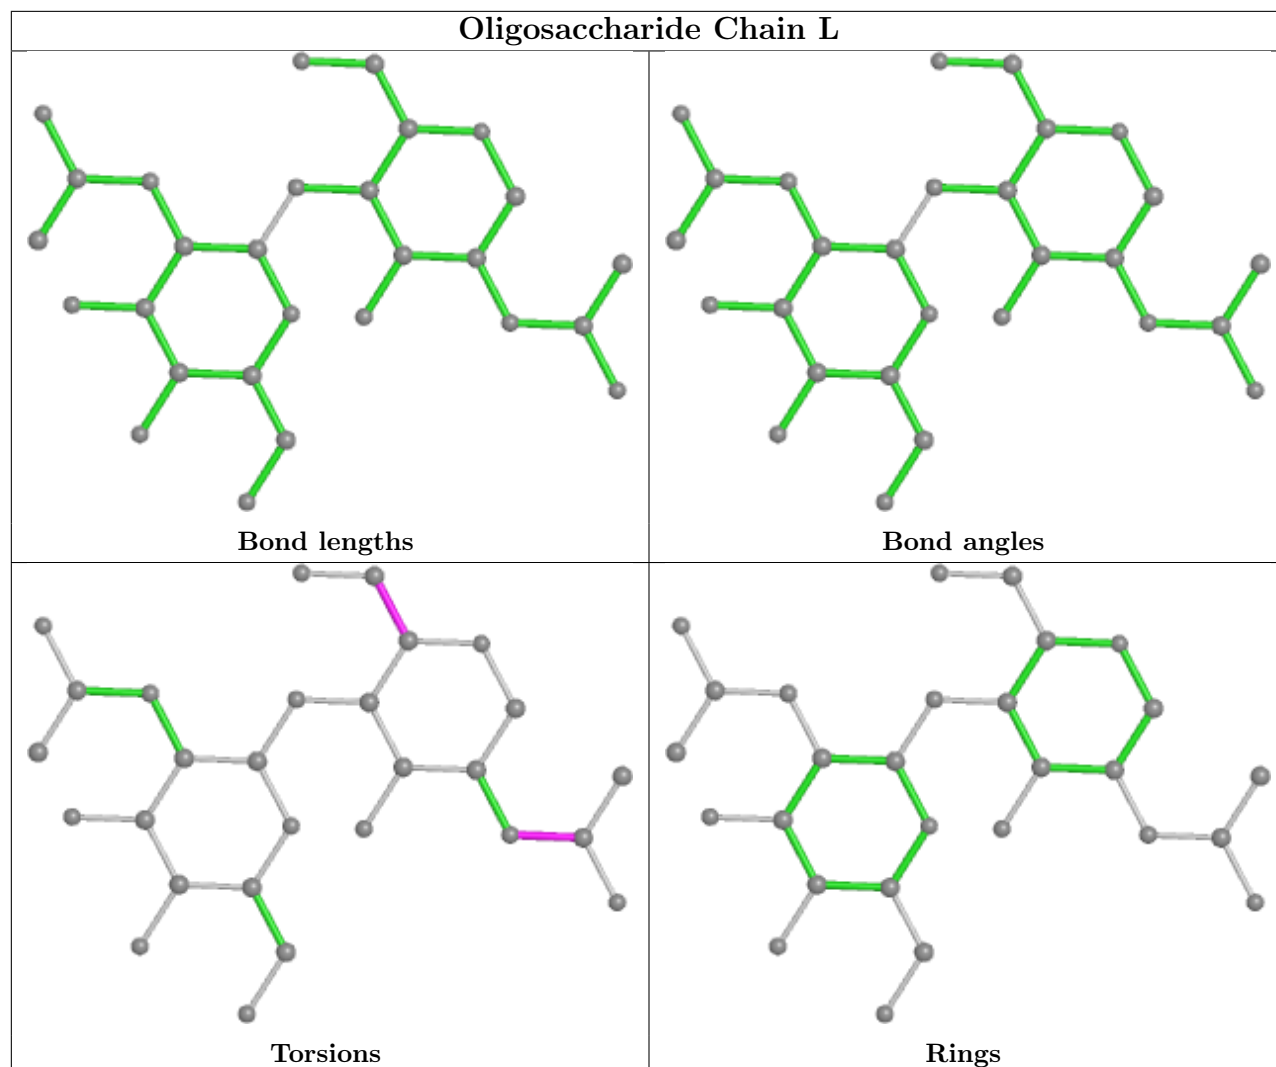 Oligosaccharide Chain L
Bond lengths
Bond angles
Torsions
Rings